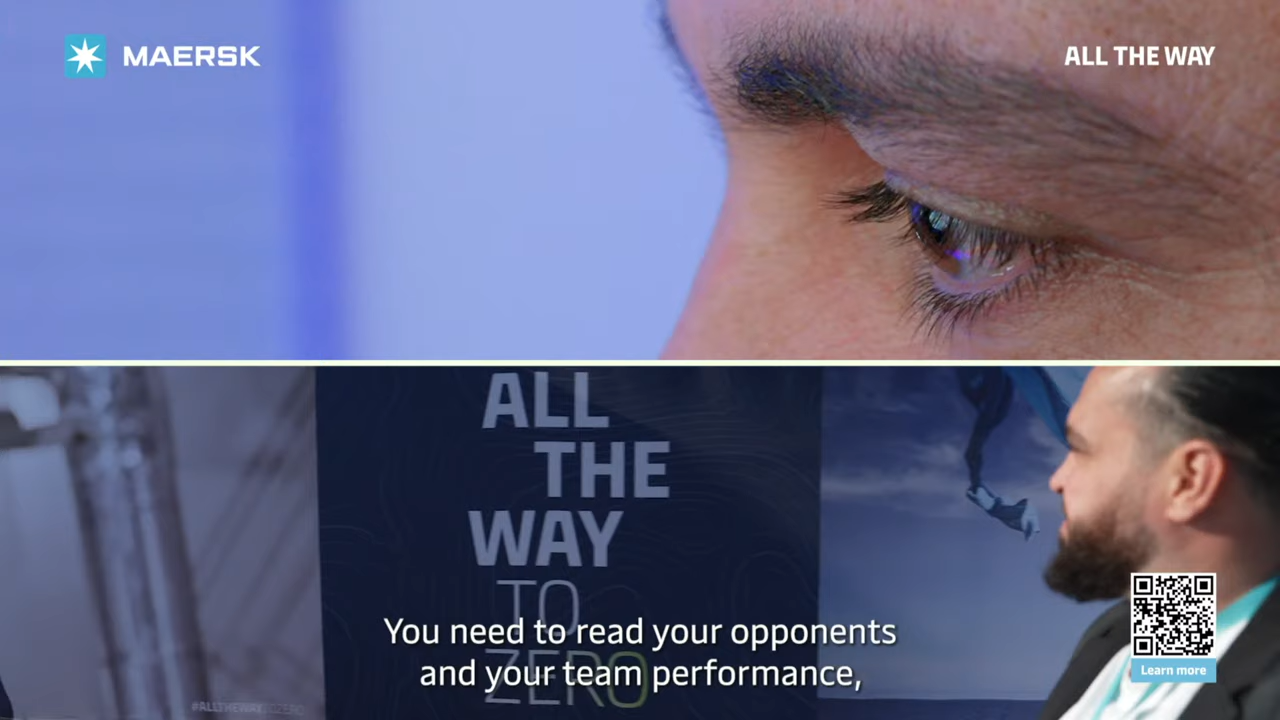 MAERSK
ALL THE WAY
ALL
THE
WAY
TO
ZERO
You need to read your opponents
and your team performance,
Learn more
#ALLTHEWAYTOZERO